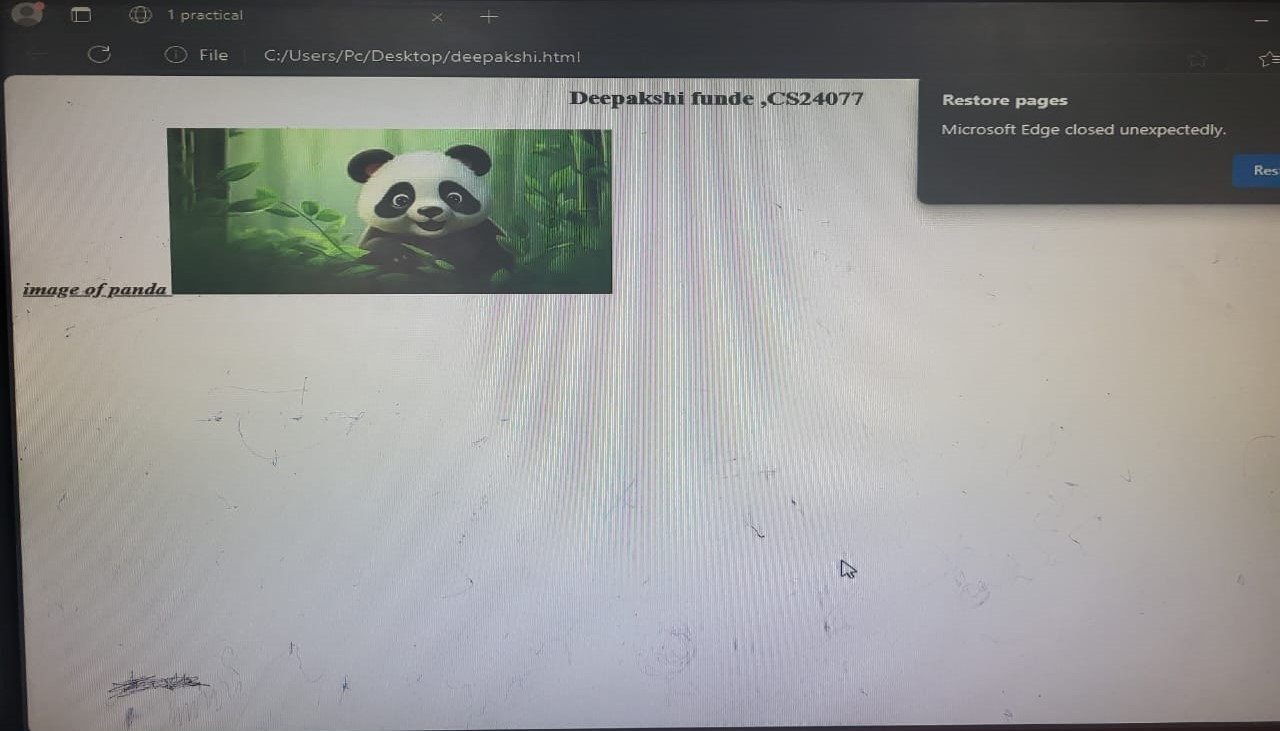 1 practical
File C:/Users/Pc/Desktop/deepakshi.html
Deepakshi funde ,CS24077
Restore pages
Microsoft Edge closed unexpectedly.
Res
image of panda